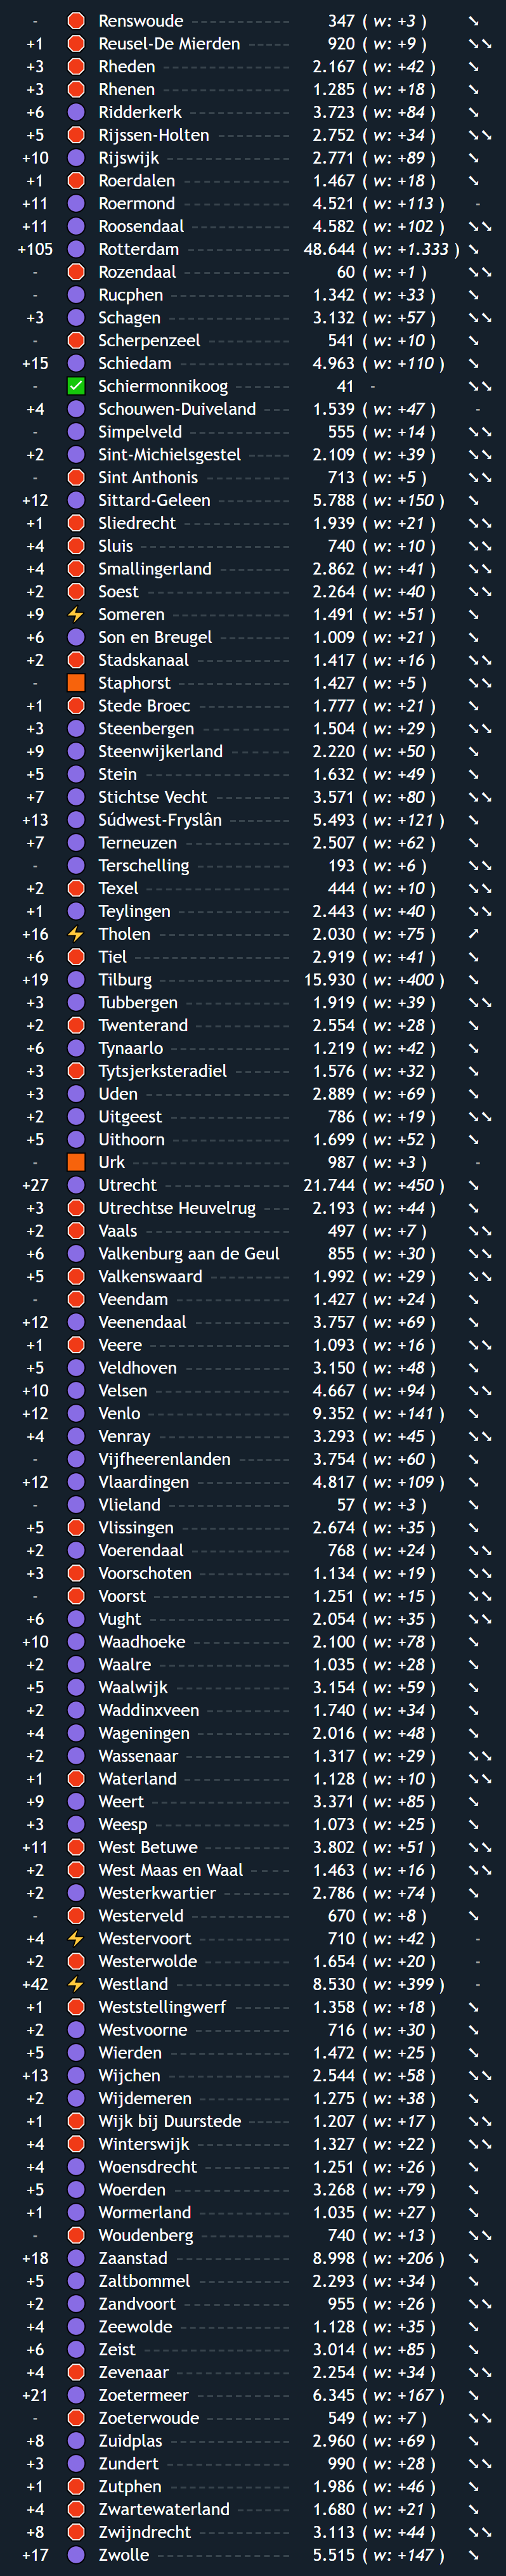 - Renswoude 347 ( w: +3 )
+1 Reusel-De Mierden 920 ( w: +9 )
+3 Rheden 2.167 ( w: +42 )
+3 Rhenen 1.285 ( w: +18 )
+6 Ridderkerk 3.723 ( w: +84 )
+5 Rijssen-Holten 2.752 ( w: +34 )
+10 Rijswijk 2.771 ( w: +89 )
+1 Roerdalen 1.467 ( w: +18 )
+11 Roermond 4.521 ( w: +113 ) -
+11 Roosendaal 4.582 ( w: +102 )
+105 Rotterdam 48.644 ( w: +1.333 )
- Rozendaal 60 ( w: +1 )
- Rucphen 1.342 ( w: +33 )
+3 Schagen 3.132 ( w: +57 )
- Scherpenzeel 541 ( w: +10 )
+15 Schiedam 4.963 ( w: +110 )
- Schiermonnikoog 41 -
+4 Schouwen-Duiveland 1.539 ( w: +47 ) -
- Simpelveld 555 ( w: +14 )
+2 Sint-Michielsgestel 2.109 ( w: +39 )
- Sint Anthonis 713 ( w: +5 )
+12 Sittard-Geleen 5.788 ( w: +150 )
+1 Sliedrecht 1.939 ( w: +21 )
+4 Sluis 740 ( w: +10 )
+4 Smallingerland 2.862 ( w: +41 )
+2 Soest 2.264 ( w: +40 )
+9 Someren 1.491 ( w: +51 )
+6 Son en Breugel 1.009 ( w: +21 )
+2 Stadskanaal 1.417 ( w: +16 )
- Staphorst 1.427 ( w: +5 )
+1 Stede Broec 1.777 ( w: +21 )
+3 Steenbergen 1.504 ( w: +29 )
+9 Steenwijkerland 2.220 ( w: +50 )
+5 Stein 1.632 ( w: +49 )
+7 Stichtse Vecht 3.571 ( w: +80 )
+13 Súdwest-Fryslân 5.493 ( w: +121 )
+7 Terneuzen 2.507 ( w: +62 )
- Terschelling 193 ( w: +6 )
+2 Texel 444 ( w: +10 )
+1 Teylingen 2.443 ( w: +40 )
+16 Tholen 2.030 ( w: +75 )
+6 Tiel 2.919 ( w: +41 )
+19 Tilburg 15.930 ( w: +400 )
+3 Tubbergen 1.919 ( w: +39 )
+2 Twenterand 2.554 ( w: +28 )
+6 Tynaarlo 1.219 ( w: +42 )
+3 Tytsjerksteradiel 1.576 ( w: +32 )
+3 Uden 2.889 ( w: +69 )
+2 Uitgeest 786 ( w: +19 )
+5 Uithoorn 1.699 ( w: +52 )
- Urk 987 ( w: +3 ) -
+27 Utrecht 21.744 ( w: +450 )
+3 Utrechtse Heuvelrug 2.193 ( w: +44 )
+2 Vaals 497 ( w: +7 )
+6 Valkenburg aan de Geul 855 ( w: +30 )
+5 Valkenswaard 1.992 ( w: +29 )
- Veendam 1.427 ( w: +24 )
+12 Veenendaal 3.757 ( w: +69 )
+1 Veere 1.093 ( w: +16 )
+5 Veldhoven 3.150 ( w: +48 )
+10 Velsen 4.667 ( w: +94 )
+12 Venlo 9.352 ( w: +141 )
+4 Venray 3.293 ( w: +45 )
- Vijfheerenlanden 3.754 ( w: +60 )
+12 Vlaardingen 4.817 ( w: +109 )
- Vlieland 57 ( w: +3 )
+5 Vlissingen 2.674 ( w: +35 )
+2 Voerendaal 768 ( w: +24 )
+3 Voorschoten 1.134 ( w: +19 )
- Voorst 1.251 ( w: +15 )
+6 Vught 2.054 ( w: +35 )
+10 Waadhoeke 2.100 ( w: +78 )
+2 Waalre 1.035 ( w: +28 )
+5 Waalwijk 3.154 ( w: +59 )
+2 Waddinxveen 1.740 ( w: +34 )
+4 Wageningen 2.016 ( w: +48 )
+2 Wassenaar 1.317 ( w: +29 )
+1 Waterland 1.128 ( w: +10 )
+9 Weert 3.371 ( w: +85 )
+3 Weesp 1.073 ( w: +25 )
+11 West Betuwe 3.802 ( w: +51 )
+2 West Maas en Waal 1.463 ( w: +16 )
+2 Westerkwartier 2.786 ( w: +74 )
- Westerveld 670 ( w: +8 )
+4 Westervoort 710 ( w: +42 ) -
+2 Westerwolde 1.654 ( w: +20 ) -
+42 Westland 8.530 ( w: +399 ) -
+1 Weststellingwerf 1.358 ( w: +18 )
+2 Westvoorne 716 ( w: +30 )
+5 Wierden 1.472 ( w: +25 )
+13 Wijchen 2.544 ( w: +58 )
+2 Wijdemeren 1.275 ( w: +38 )
+1 Wijk bij Duurstede 1.207 ( w: +17 )
+4 Winterswijk 1.327 ( w: +22 )
+4 Woensdrecht 1.251 ( w: +26 )
+5 Woerden 3.268 ( w: +79 )
+1 Wormerland 1.035 ( w: +27 )
- Woudenberg 740 ( w: +13 )
+18 Zaanstad 8.998 ( w: +206 )
+5 Zaltbommel 2.293 ( w: +34 )
+2 Zandvoort 955 ( w: +26 )
+4 Zeewolde 1.128 ( w: +35 )
+6 Zeist 3.014 ( w: +85 )
+4 Zevenaar 2.254 ( w: +34 )
+21 Zoetermeer 6.345 ( w: +167 )
- Zoeterwoude 549 ( w: +7 )
+8 Zuidplas 2.960 ( w: +69 )
+3 Zundert 990 ( w: +28 )
+1 Zutphen 1.986 ( w: +46 )
+4 Zwartewaterland 1.680 ( w: +21 )
+8 Zwijndrecht 3.113 ( w: +44 )
+17 Zwolle 5.515 ( w: +147 )